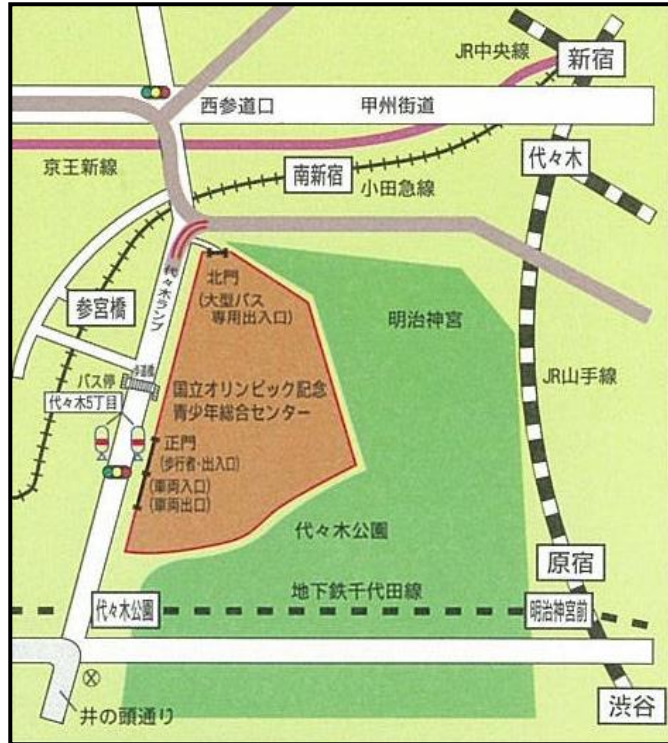 JR中央線
新宿
西参道口
甲州街道
京王新線
南新宿
小田急線
代々木
代々木ランプ
北門
(大型バス
専用出入口)
明治神宮
参宮橋
歩道橋
バス停
代々木5丁目
国立オリンピック記念
青少年総合センター
JR山手線
正門
(歩行者・出入口)
(車両入口)
(車両出口)
代々木公園
原宿
地下鉄千代田線
代々木公園
明治神宮前
井の頭通り
渋谷